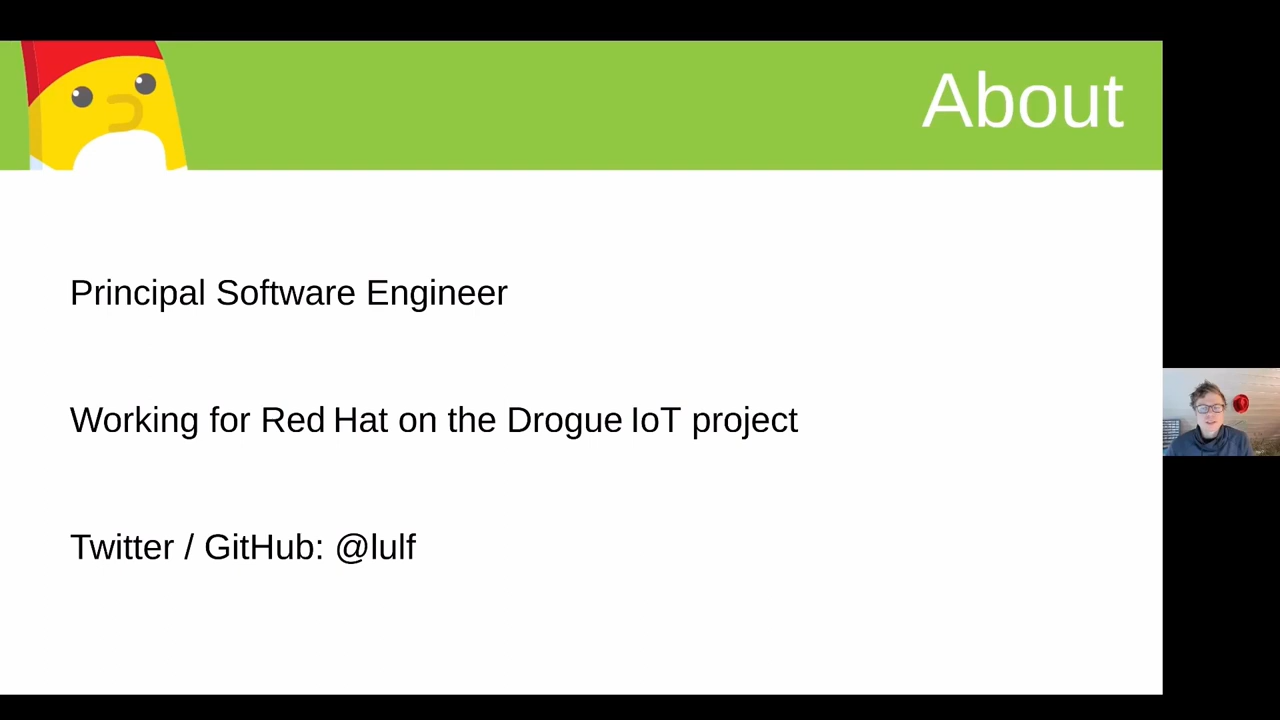 About
Principal Software Engineer
Working for Red Hat on the Drogue IoT project
Twitter / GitHub: @lulf